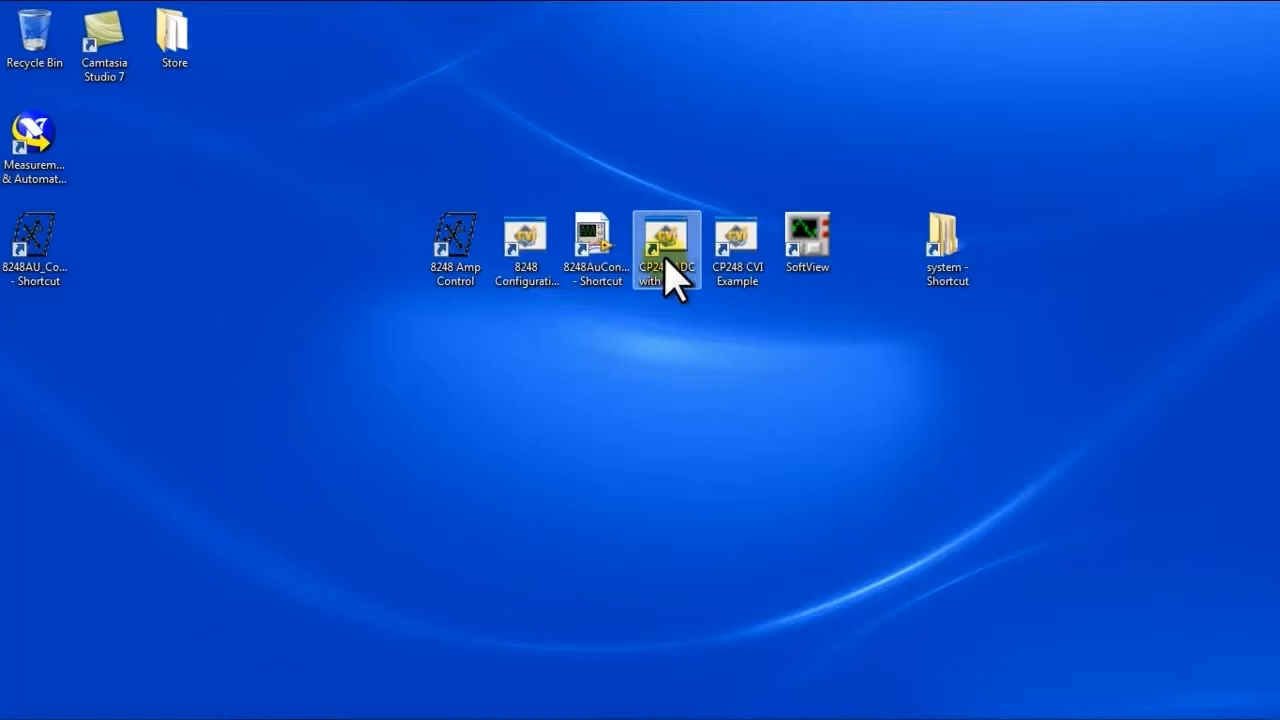 Recycle Bin
Camtasia
Studio 7
Store
Measurem...
& Automat...
8248AU_Co...
- Shortcut
8248 Amp
Control
8248
Configurati...
8248AuCon...
- Shortcut
with
CP248 CVI
Example
SoftView
system -
Shortcut